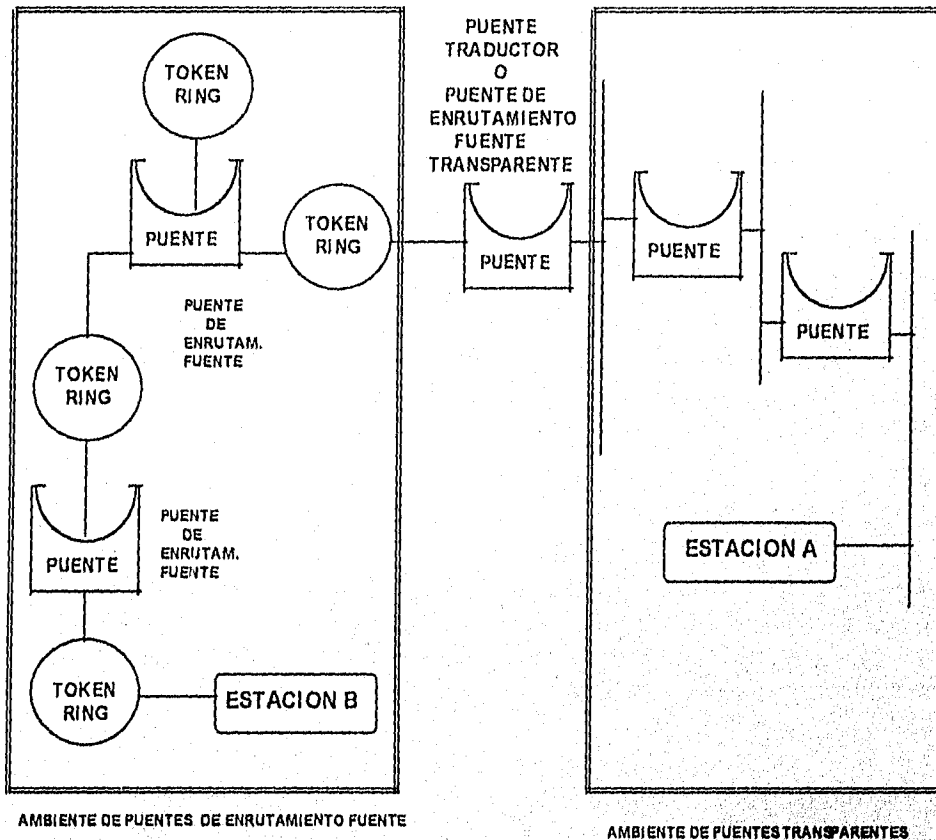 TOKEN
RING
PUENTE
TOKEN
RING
PUENTE
DE
ENRUTAM.
FUENTE
TOKEN
RING
PUENTE
PUENTE
DE
ENRUTAM.
FUENTE
TOKEN
RING
ESTACION B
AMBIENTE DE PUENTES DE ENRUTAMIENTO FUENTE
PUENTE
TRADUCTOR
O
PUENTE DE
ENRUTAMIENTO
FUENTE
TRANSPARENTE
PUENTE
PUENTE
PUENTE
ESTACION A
AMBIENTE DE PUENTES TRANSPARENTES